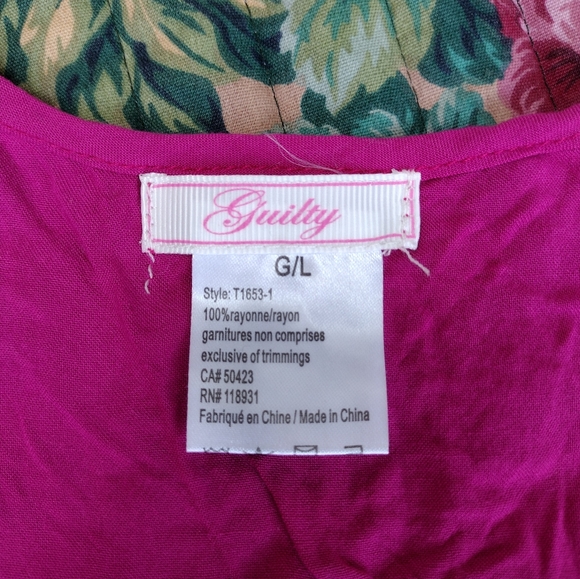 Guilty
G/L
Style: T1653-1
100%rayonne/rayon
garnitures non comprises
exclusive of trimmings
CA# 50423
RN# 118931
Fabriqué en Chine / Made in China